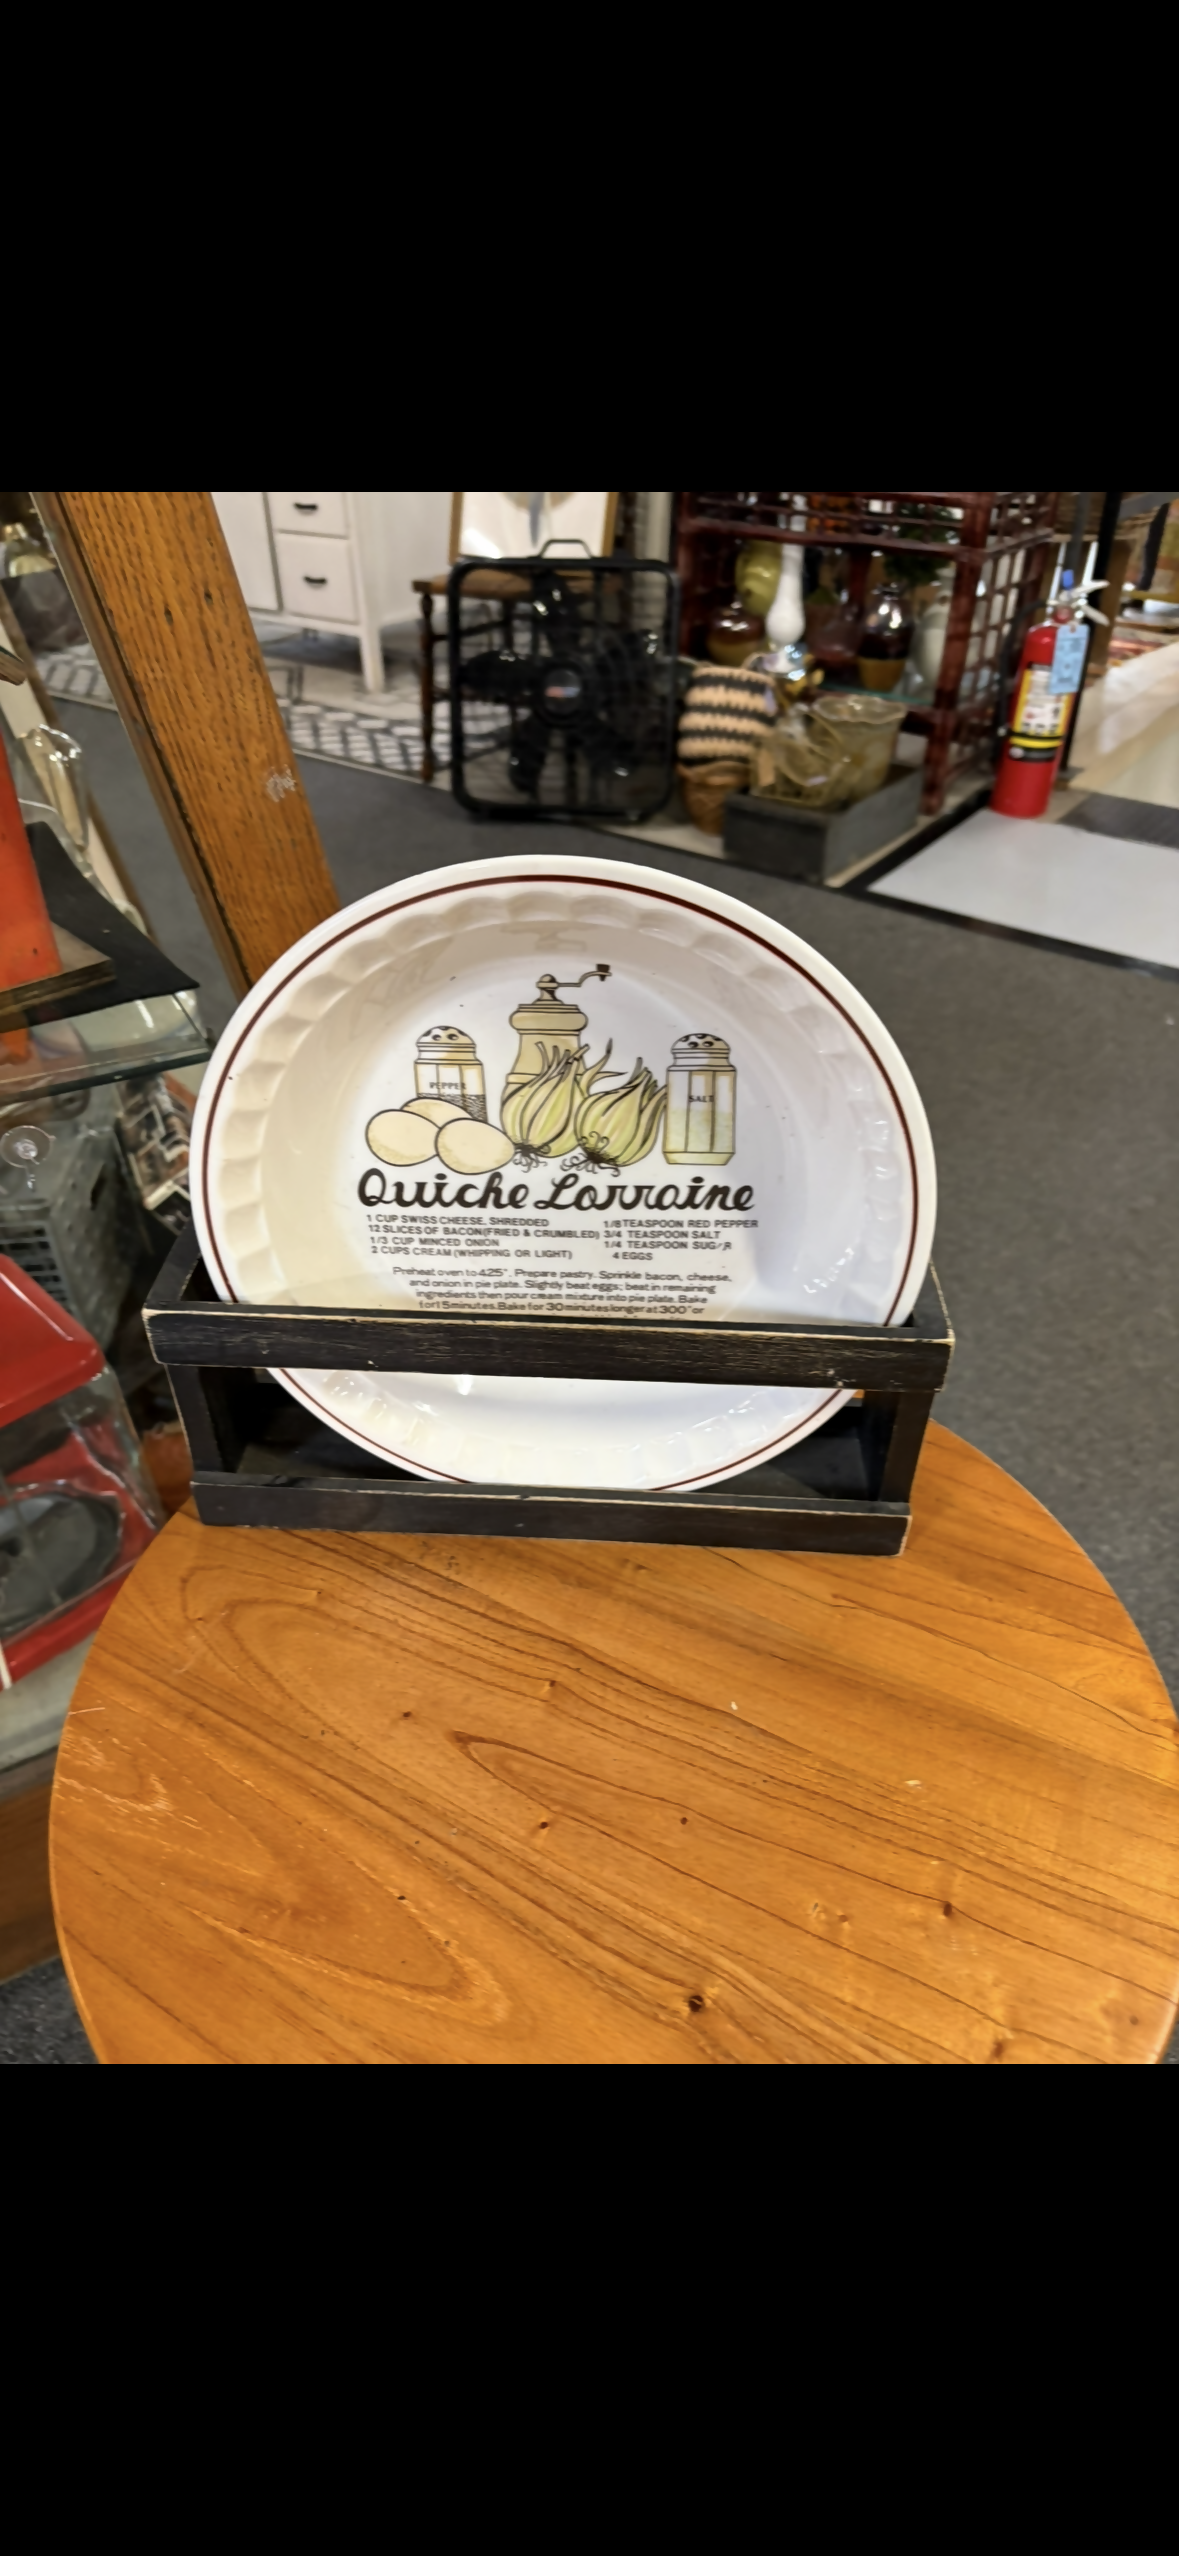 PEPPER
SALT
Quiche Lorraine
1 CUP SWISS CHEESE, SHREDDED
12 SLICES OF BACON (FRIED & CRUMBLED)
1/3 CUP MINCED ONION
2 CUPS CREAM (WHIPPING OR LIGHT)
1/8 TEASPOON RED PEPPER
3/4 TEASPOON SALT
1/4 TEASPOON SUGAR
4 EGGS
Preheat oven to 425°. Prepare pastry. Sprinkle bacon, cheese,
and onion in pie plate. Slightly beat eggs; beat in remaining
ingredients then pour cream mixture into pie plate. Bake
for 15 minutes. Bake for 30 minutes longer at 300° or